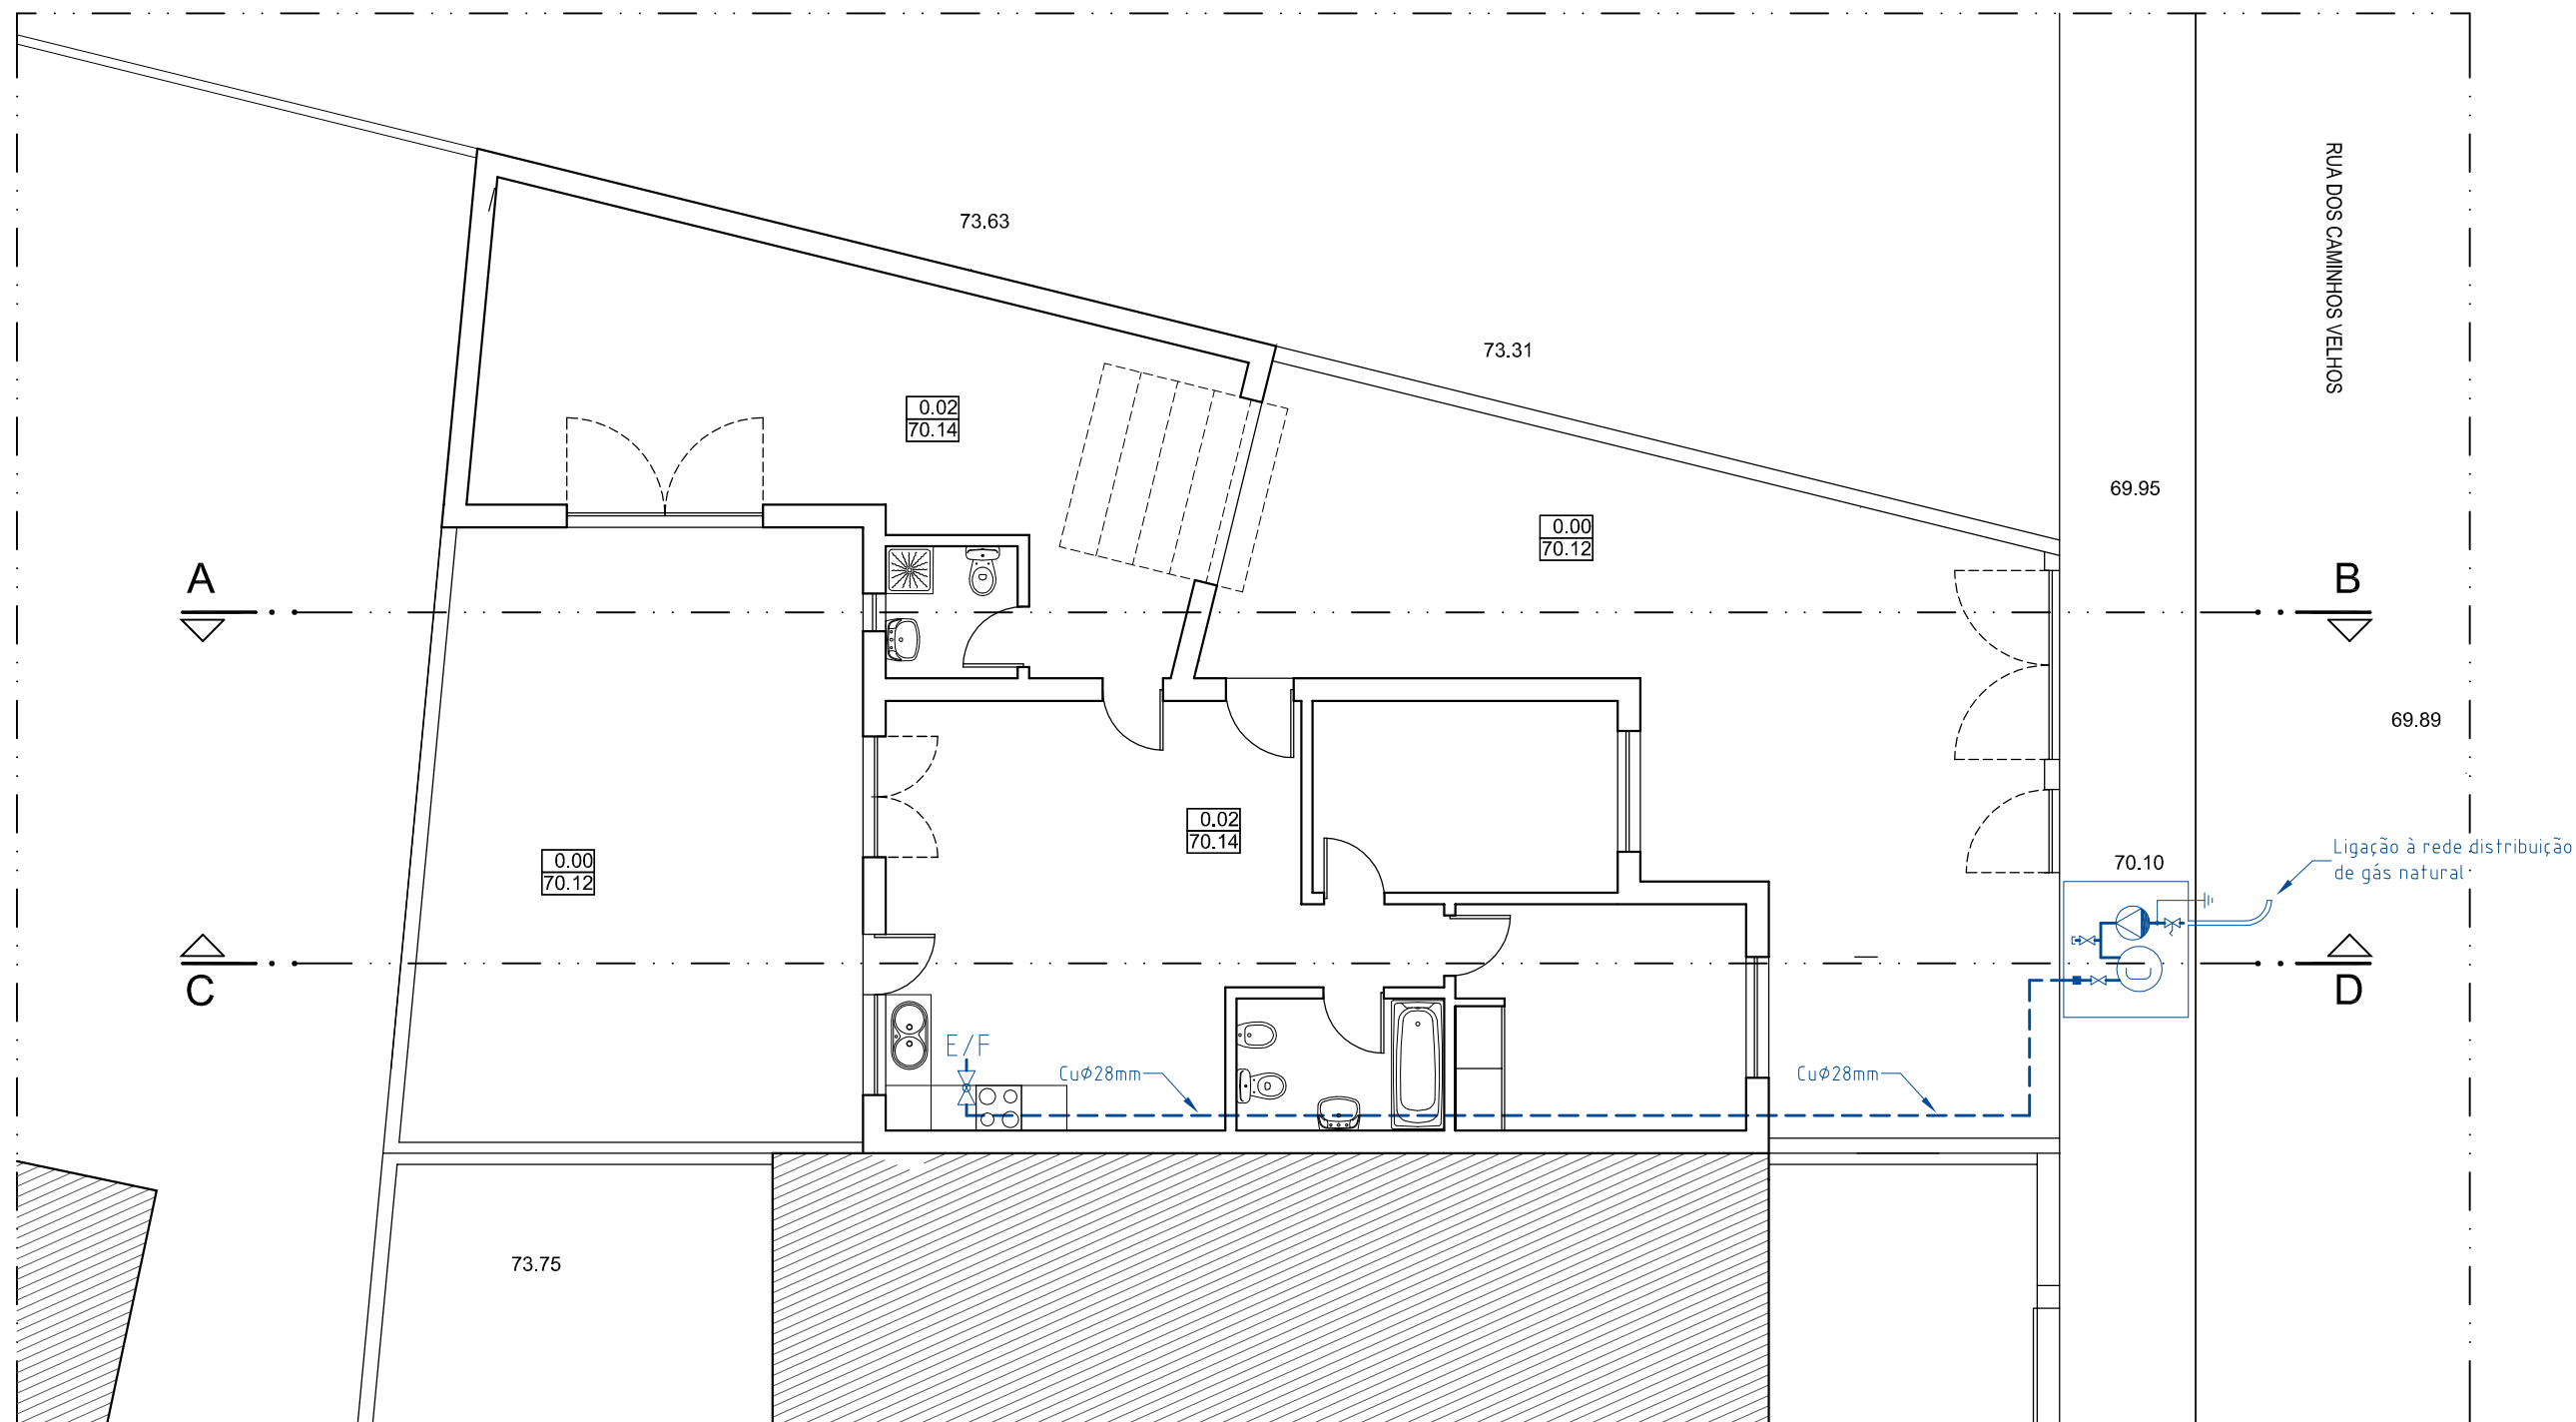 RUA DOS CAMINHOS VELHOS
73.63
73.31
0.02
70.14
69.95
0.00
70.12
A
B
69.89
0.02
70.14
0.00
70.12
70.10
Ligação à rede distribuição
de gás natural
C
D
E/F
CuØ28mm
CuØ28mm
73.75